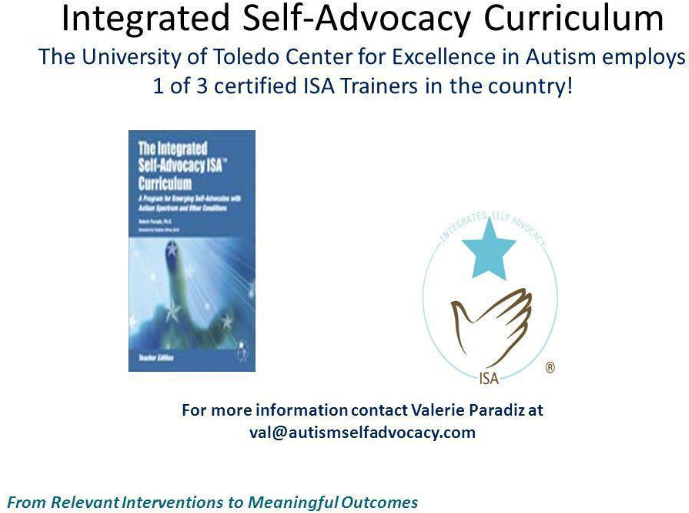 Integrated Self-Advocacy Curriculum
The University of Toledo Center for Excellence in Autism employs
1 of 3 certified ISA Trainers in the country!
The Integrated
Self-Advocacy ISA™
Curriculum
A Program for Emerging Self-Advocates with
Autism Spectrum and Other Conditions
Valerie Paradiz, Ph.D.
Teacher Edition
INTEGRATED SELF ADVOCACY
ISA
®
For more information contact Valerie Paradiz at
val@autismselfadvocacy.com
From Relevant Interventions to Meaningful Outcomes